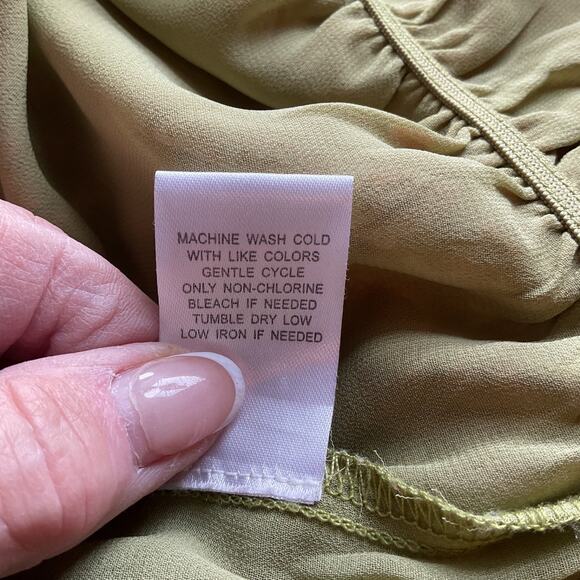 MACHINE WASH COLD
WITH LIKE COLORS
GENTLE CYCLE
ONLY NON-CHLORINE
BLEACH IF NEEDED
TUMBLE DRY LOW
LOW IRON IF NEEDED